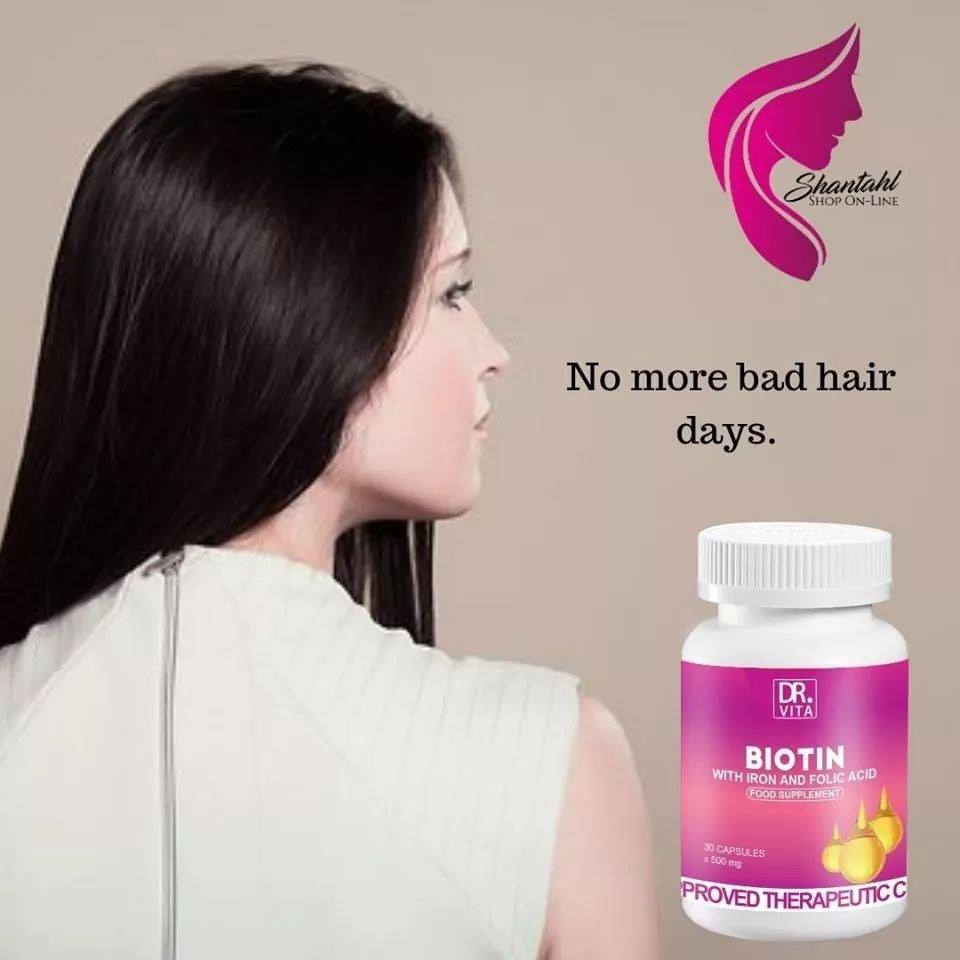 Shantahl
SHOP ON-LINE
No more bad hair
days.
DR.
VITA
BIOTIN
WITH IRON AND FOLIC ACID
FOOD SUPPLEMENT
30 CAPSULES
x 500 mg
PPROVED THERAPEUTIC C